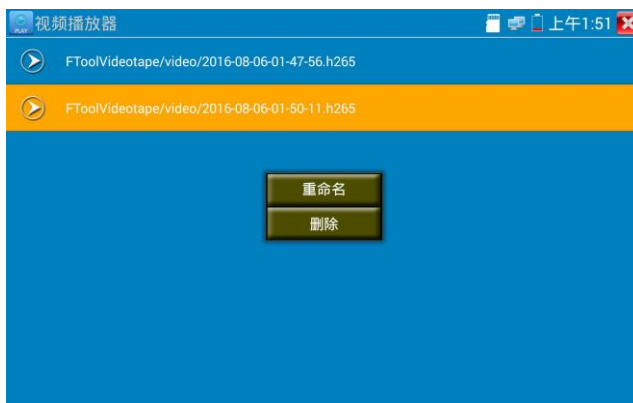 PLAY 视频播放器 上午1:51
FToolVideotape/video/2016-08-06-01-47-56.h265
FToolVideotape/video/2016-08-06-01-50-11.h265
重命名
删除